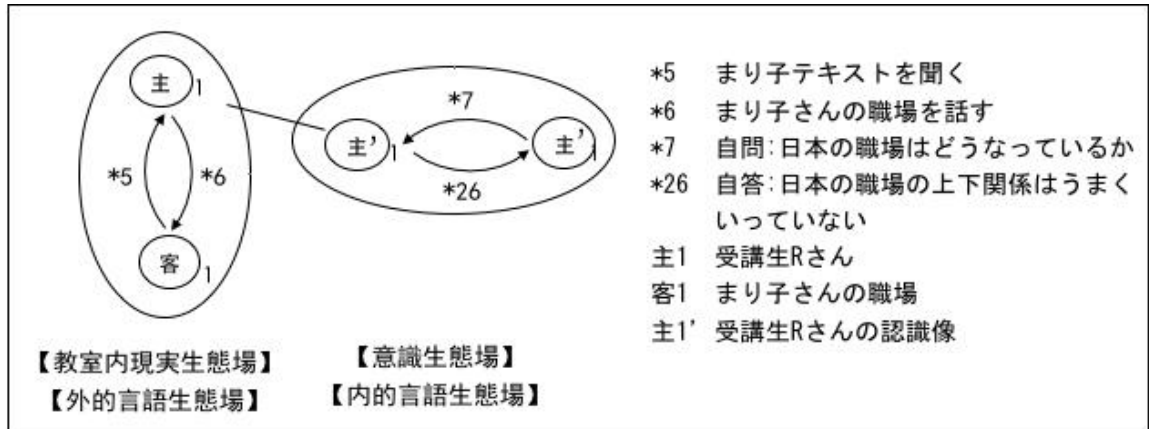 主 1
*5
*6
客 1
*7
主’ 1
主’ 1
*26
【教室内現実生態場】
【外的言語生態場】
【意識生態場】
【内的言語生態場】
*5 まり子テキストを聞く
*6 まり子さんの職場を話す
*7 自問:日本の職場はどうなっているか
*26 自答:日本の職場の上下関係はうまく
いっていない
主1 受講生Rさん
客1 まり子さんの職場
主1’ 受講生Rさんの認識像